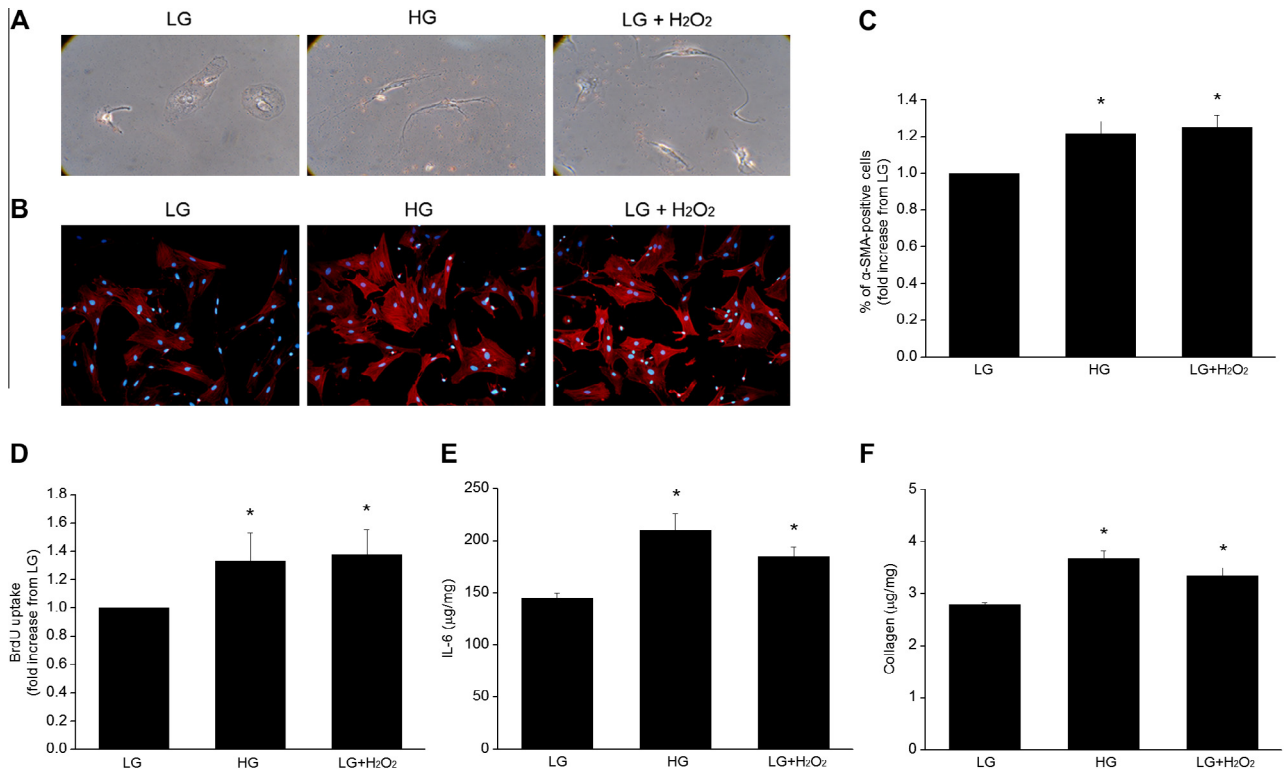 A
LG
HG
LG + H₂O₂
B
LG
HG
LG + H₂O₂
C
% of α-SMA-positive cells
(fold increase from LG)
1.4
1.2
1.0
0.8
0.6
0.4
0.2
0.0
*
*
LG
HG
LG+H₂O₂
D
BrdU uptake
(fold increase from LG)
1.8
1.6
1.4
1.2
1.0
0.8
0.6
0.4
0.2
0.0
*
*
LG
HG
LG+H₂O₂
E
IL-6 (μg/mg)
250
200
150
100
50
0
*
*
LG
HG
LG+H₂O₂
F
Collagen (μg/mg)
5
4
3
2
1
0
*
*
LG
HG
LG+H₂O₂